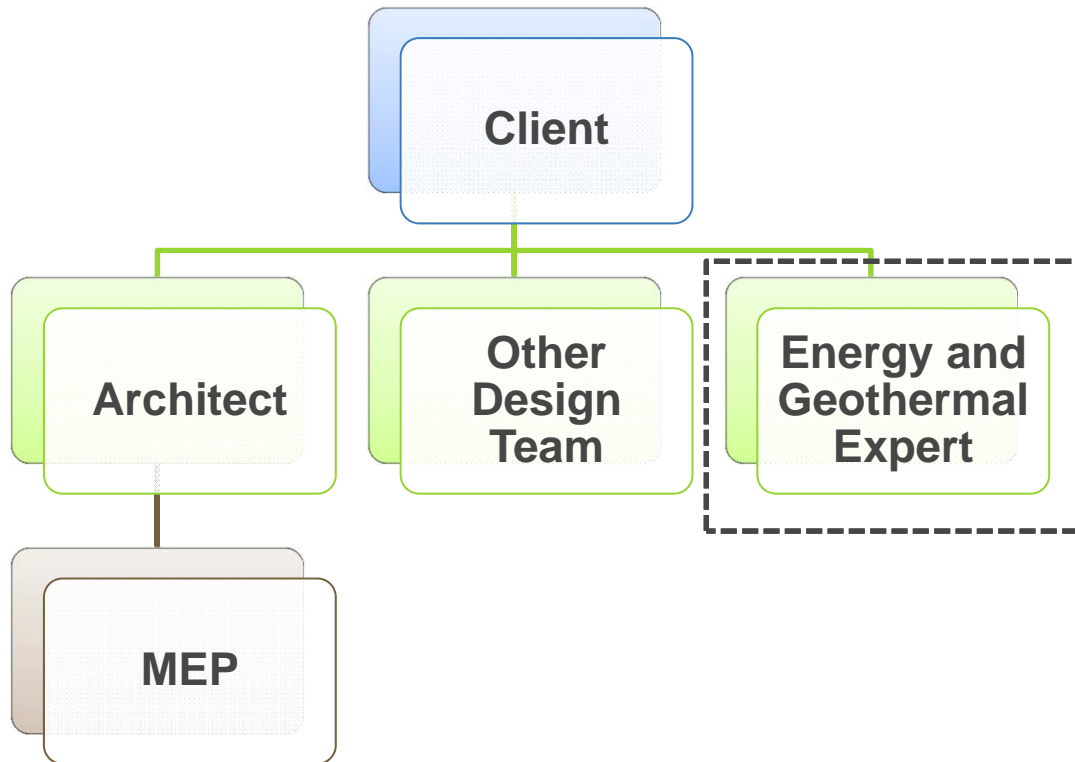 Client
Architect
Other
Design
Team
Energy and
Geothermal
Expert
MEP